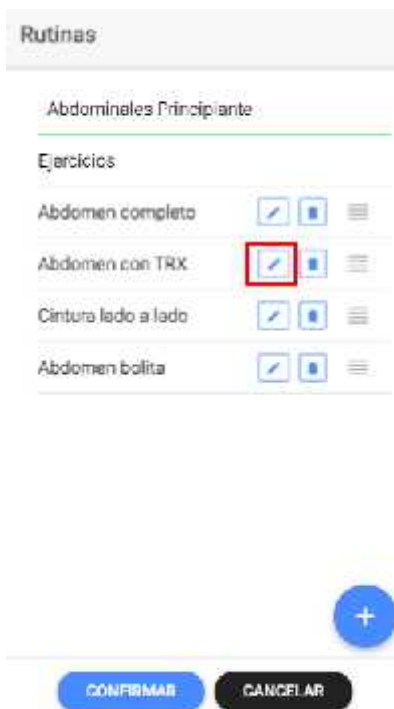 Rutinas
Abdominales Principiante
Ejercicios
Abdomen completo
Abdomen con TRX
Cintura lado a lado
Abdomen bolita
CONFIRMAR CANCELAR